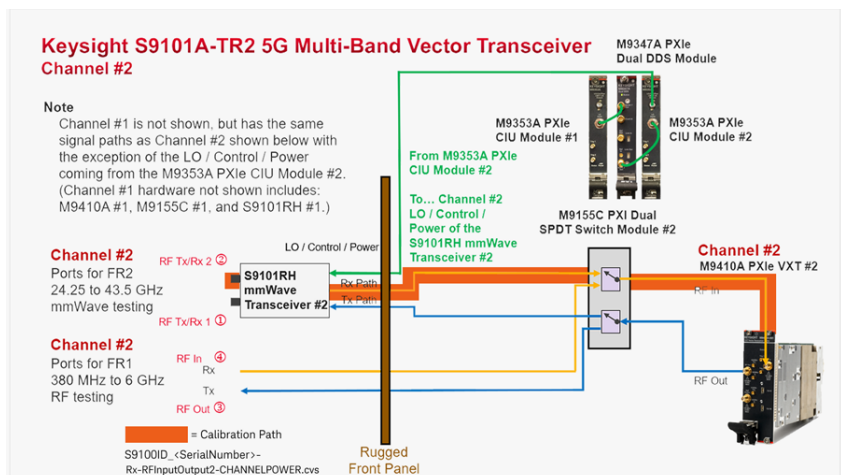 Keysight S9101A-TR2 5G Multi-Band Vector Transceiver
Channel #2
M9347A PXIe
Dual DDS Module
Note
Channel #1 is not shown, but has the same
signal paths as Channel #2 shown below with
the exception of the LO / Control / Power
coming from the M9353A PXIe CIU Module #2.
(Channel #1 hardware not shown includes:
M9410A #1, M9155C #1, and S9101RH #1.)
M9353A PXIe
CIU Module #1
M9353A PXIe
CIU Module #2
From M9353A PXIe
CIU Module #2
To... Channel #2
LO / Control /
Power of the
S9101RH mmWave
Transceiver #2
M9155C PXI Dual
SPDT Switch Module #2
Channel #2
M9410A PXIe VXT #2
LO / Control / Power
Channel #2
Ports for FR2
24.25 to 43.5 GHz
mmWave testing
RF Tx/Rx 2 ②
S9101RH
mmWave
Transceiver #2
Rx Path
Tx Path
RF In
RF Tx/Rx 1 ①
Channel #2
Ports for FR1
380 MHz to 6 GHz
RF testing
RF In ④
Rx
Tx
RF Out ③
RF Out
= Calibration Path
S9100ID_<SerialNumber>-
Rx-RFInputOutput2-CHANNELPOWER.cvs
Rugged
Front Panel